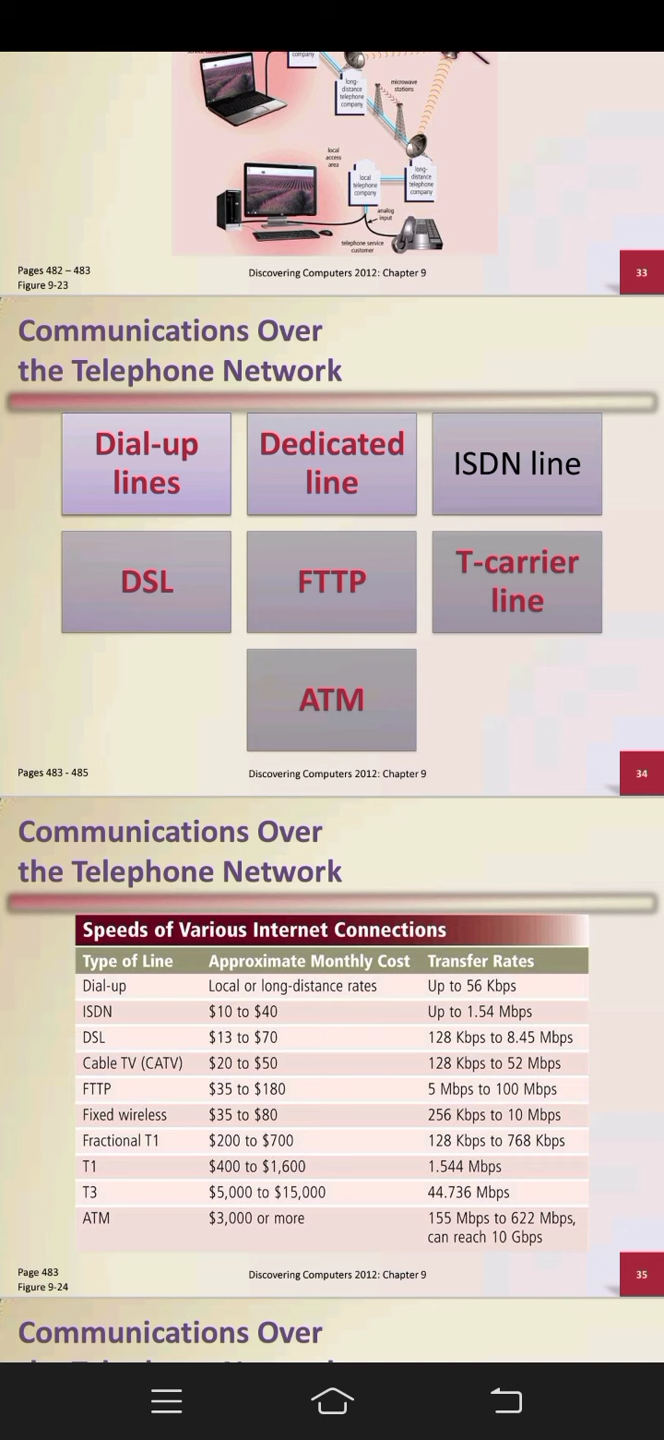 company
long-
distance
telephone
company
microwave
stations
local
access
area
local
telephone
company
long-
distance
telephone
company
analog
input
telephone service
customer
Pages 482 – 483
Figure 9-23
Discovering Computers 2012: Chapter 9
33
Communications Over
the Telephone Network
Dial-up
lines
Dedicated
line
ISDN line
DSL
FTTP
T-carrier
line
ATM
Pages 483 - 485
Discovering Computers 2012: Chapter 9
34
Communications Over
the Telephone Network
Speeds of Various Internet Connections
Type of Line Approximate Monthly Cost Transfer Rates
Dial-up Local or long-distance rates Up to 56 Kbps
ISDN $10 to $40 Up to 1.54 Mbps
DSL $13 to $70 128 Kbps to 8.45 Mbps
Cable TV (CATV) $20 to $50 128 Kbps to 52 Mbps
FTTP $35 to $180 5 Mbps to 100 Mbps
Fixed wireless $35 to $80 256 Kbps to 10 Mbps
Fractional T1 $200 to $700 128 Kbps to 768 Kbps
T1 $400 to $1,600 1.544 Mbps
T3 $5,000 to $15,000 44.736 Mbps
ATM $3,000 or more 155 Mbps to 622 Mbps,
can reach 10 Gbps
Page 483
Figure 9-24
Discovering Computers 2012: Chapter 9
35
Communications Over